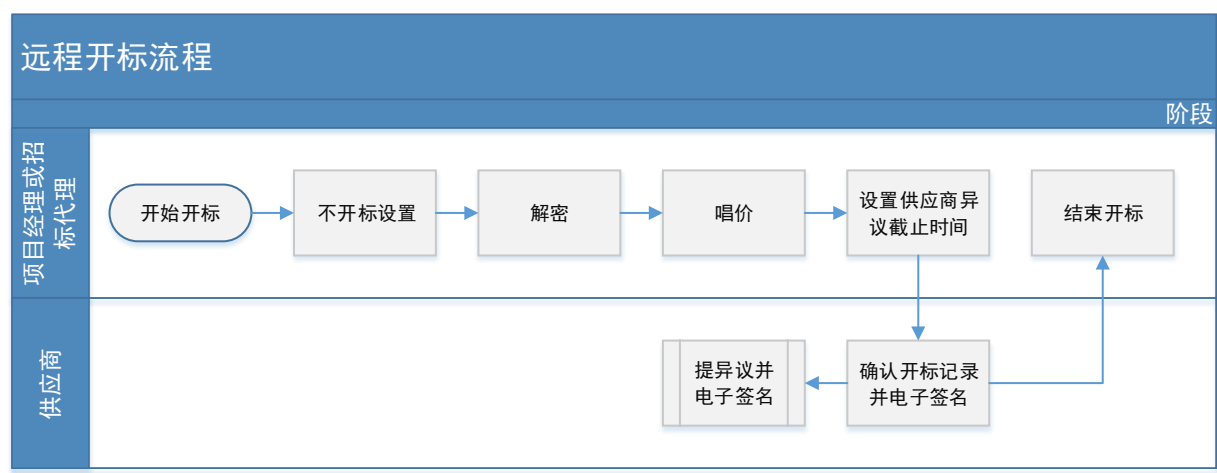 远程开标流程
阶段
项目经理或招
标代理
开始开标
不开标设置
解密
唱价
设置供应商异
议截止时间
结束开标
供应商
提异议并
电子签名
确认开标记录
并电子签名